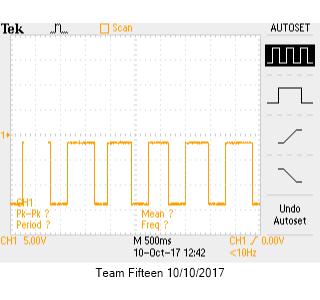 Tek
Scan
AUTOSET
1
CH1
Pk-Pk ?
Mean ?
Period ?
Freq ?
Undo
Autoset
CH1 5.00V
M 500ms
CH1 / 0.00V
10-Oct-17 12:42
<10Hz
Team Fifteen 10/10/2017